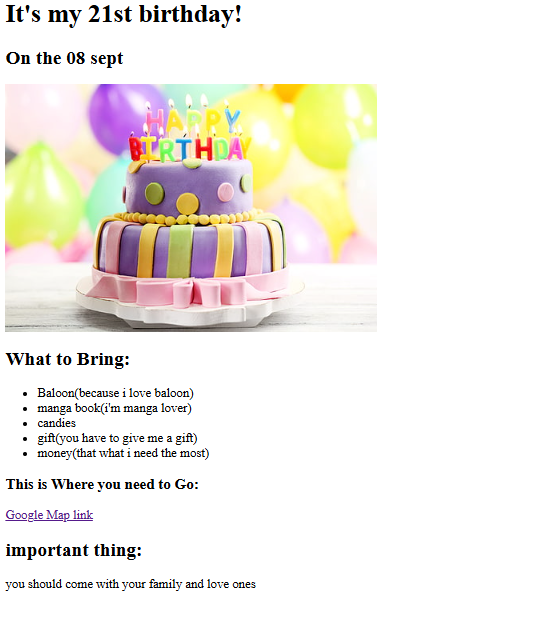 It's my 21st birthday!
On the 08 sept
HAPPY
BIRTHDAY
What to Bring:
Baloon(because i love baloon)
manga book(i'm manga lover)
candies
gift(you have to give me a gift)
money(that what i need the most)
This is Where you need to Go:
Google Map link
important thing:
you should come with your family and love ones